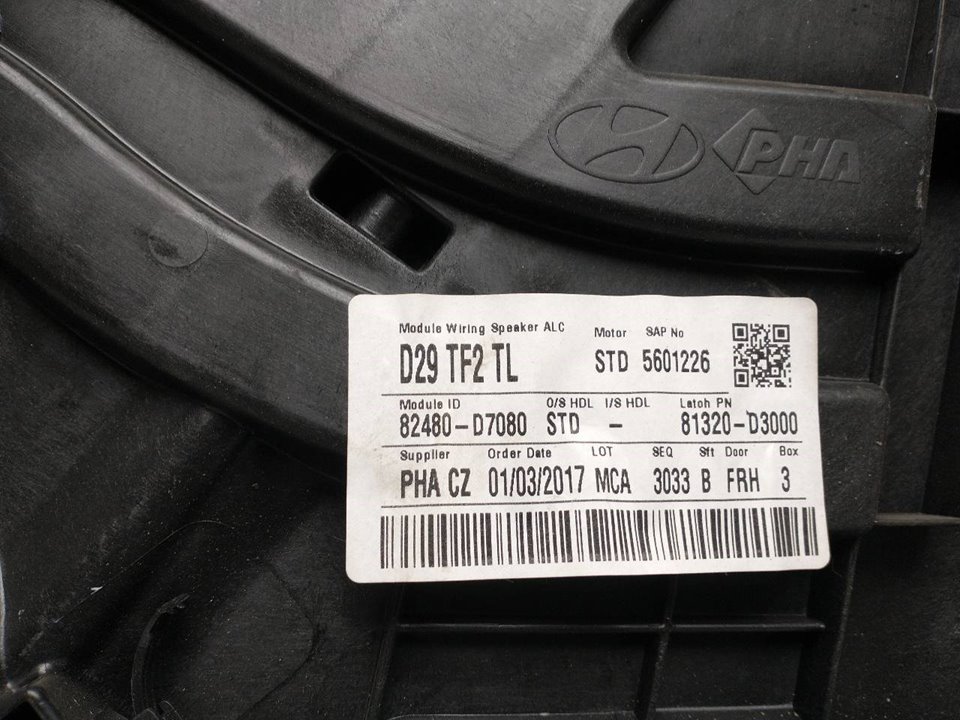 PHA
Module Wiring Speaker ALC Motor SAP No
D29 TF2 TL STD 5601226
Module ID O/S HDL I/S HDL Latch PN
82480-D7080 STD - 81320-D3000
Supplier Order Date LOT SEQ Sft Door Box
PHA CZ 01/03/2017 MCA 3033 B FRH 3